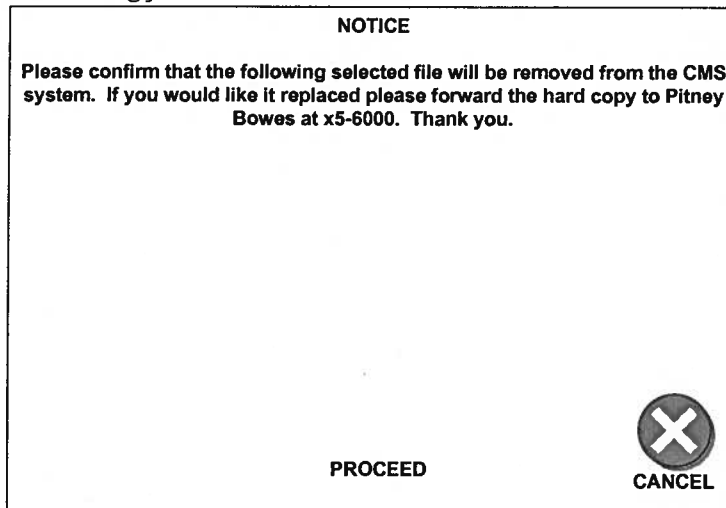 NOTICE
Please confirm that the following selected file will be removed from the CMS
system. If you would like it replaced please forward the hard copy to Pitney
Bowes at x5-6000. Thank you.
PROCEED
CANCEL